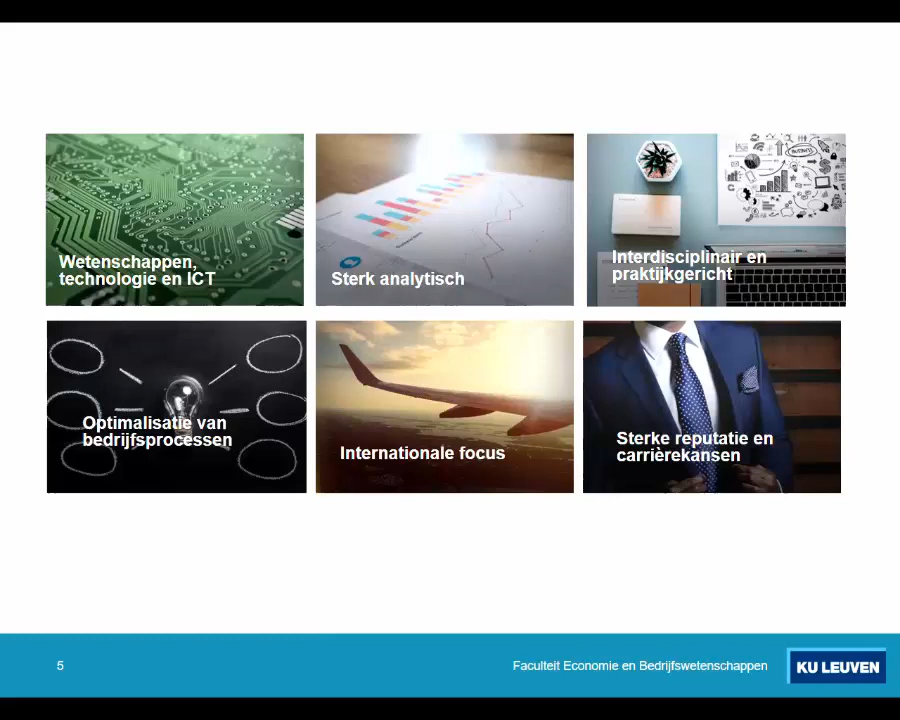 Wetenschappen,
technologie en ICT
Sterk analytisch
Interdisciplinair en
praktijkgericht
BUSINESS
Optimalisatie van
bedrijfsprocessen
Internationale focus
Sterke reputatie en
carrièrekansen
5
Faculteit Economie en Bedrijfswetenschappen
KU LEUVEN